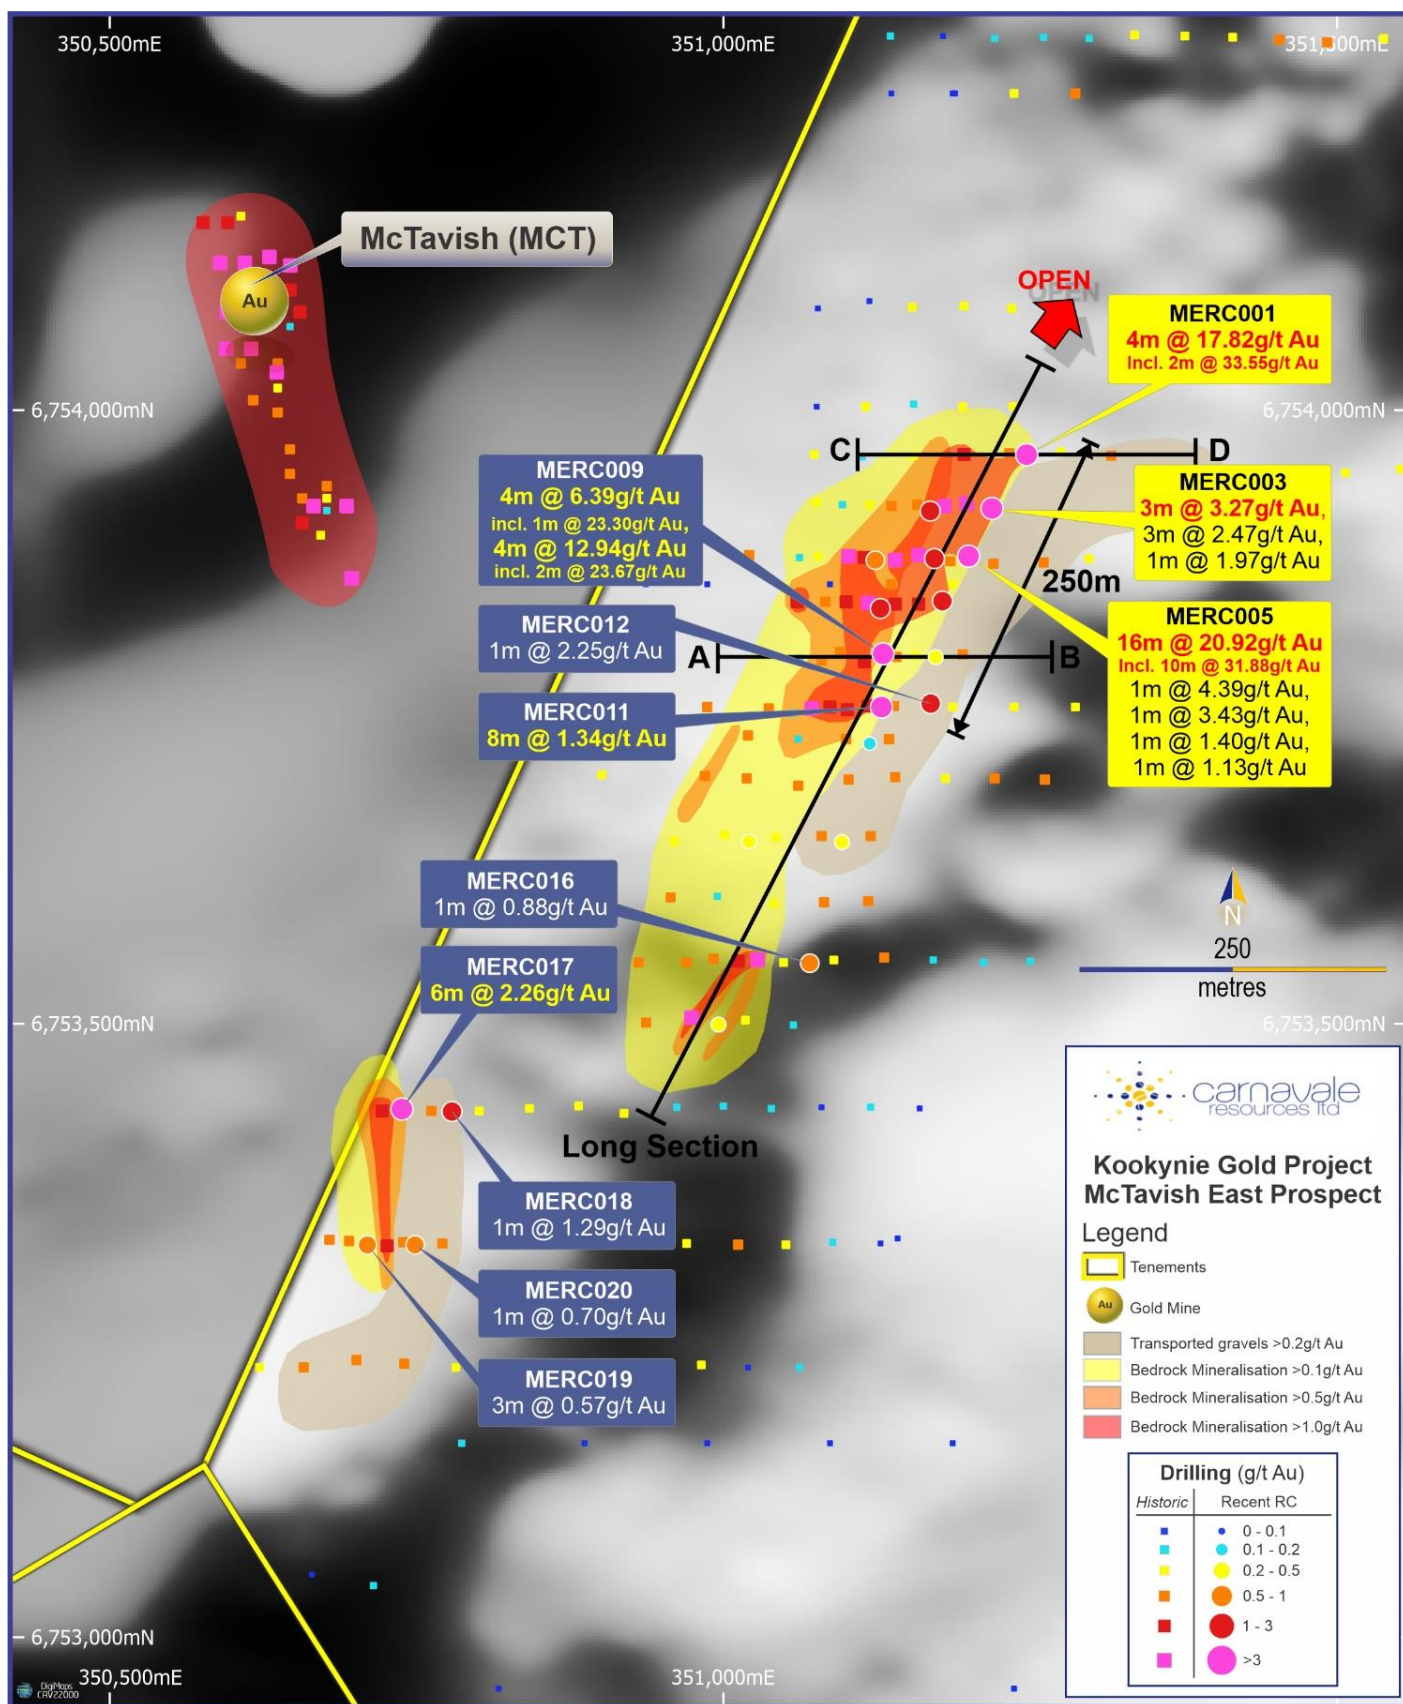 350,500mE
351,000mE
351,500mE
McTavish (MCT)
Au
OPEN
MERC001
4m @ 17.82g/t Au
Incl. 2m @ 33.55g/t Au
6,754,000mN
6,754,000mN
C
D
MERC009
4m @ 6.39g/t Au
incl. 1m @ 23.30g/t Au,
4m @ 12.94g/t Au
incl. 2m @ 23.67g/t Au
MERC003
3m @ 3.27g/t Au,
3m @ 2.47g/t Au,
1m @ 1.97g/t Au
250m
MERC012
1m @ 2.25g/t Au
MERC005
16m @ 20.92g/t Au
Incl. 10m @ 31.88g/t Au
1m @ 4.39g/t Au,
1m @ 3.43g/t Au,
1m @ 1.40g/t Au,
1m @ 1.13g/t Au
A
B
MERC011
8m @ 1.34g/t Au
MERC016
1m @ 0.88g/t Au
N
250
metres
MERC017
6m @ 2.26g/t Au
6,753,500mN
6,753,500mN
Long Section
MERC018
1m @ 1.29g/t Au
MERC020
1m @ 0.70g/t Au
MERC019
3m @ 0.57g/t Au
carnavale
resources ltd
Kookynie Gold Project
McTavish East Prospect
Legend
Tenements
Au Gold Mine
Transported gravels >0.2g/t Au
Bedrock Mineralisation >0.1g/t Au
Bedrock Mineralisation >0.5g/t Au
Bedrock Mineralisation >1.0g/t Au
Drilling (g/t Au)
Historic Recent RC
0 - 0.1
0.1 - 0.2
0.2 - 0.5
0.5 - 1
1 - 3
>3
6,753,000mN
350,500mE
351,000mE
DigiMaps
CAV22000